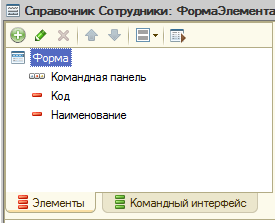 Справочник Сотрудники: ФормаЭлемента
Форма
Командная панель
Код
Наименование
Элементы
Командный интерфейс